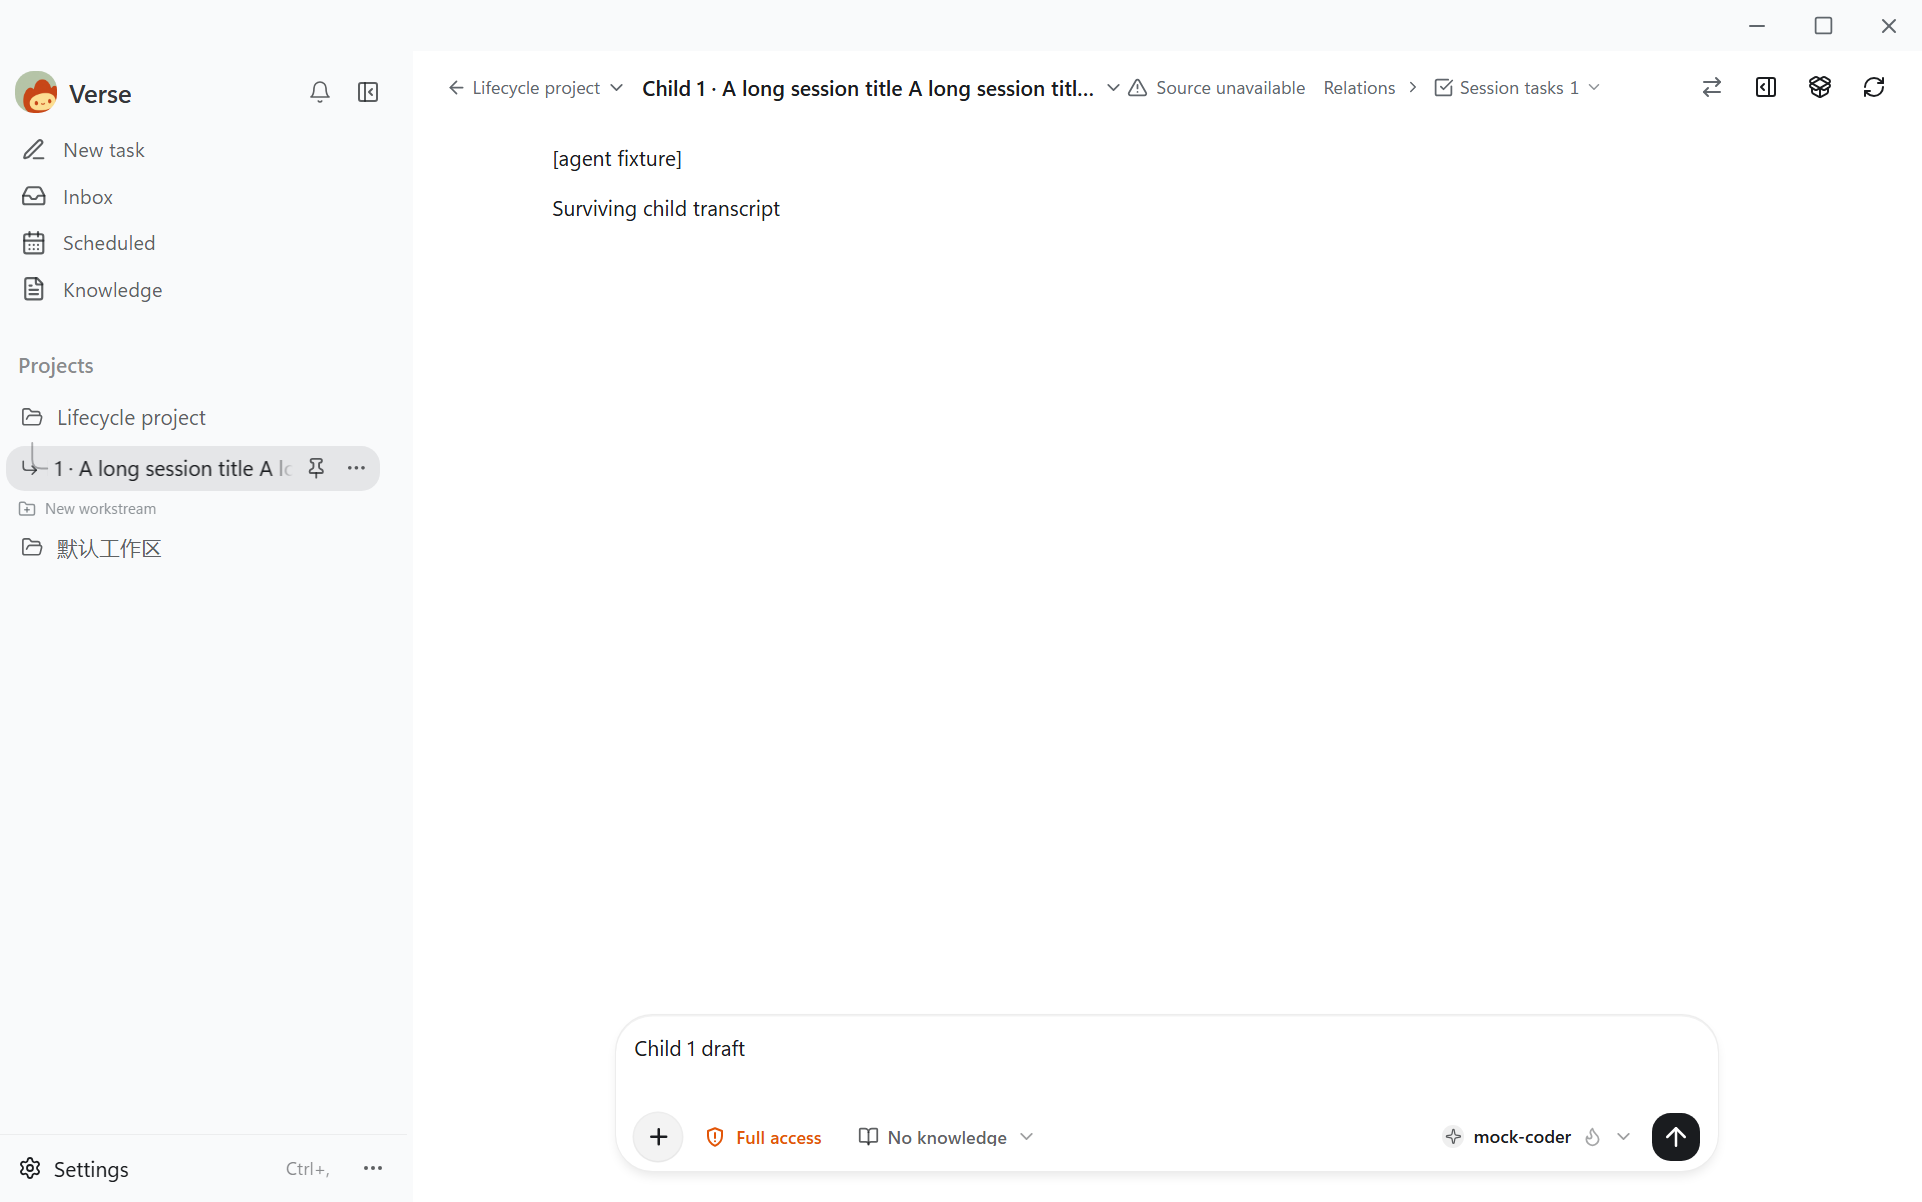 Verse
New task
Inbox
Scheduled
Knowledge
Projects
Lifecycle project
1 · A long session title A lo
New workstream
默认工作区
Settings Ctrl+,
Lifecycle project Child 1 · A long session title A long session titl... Source unavailable Relations Session tasks 1
[agent fixture]
Surviving child transcript
Child 1 draft
Full access No knowledge mock-coder